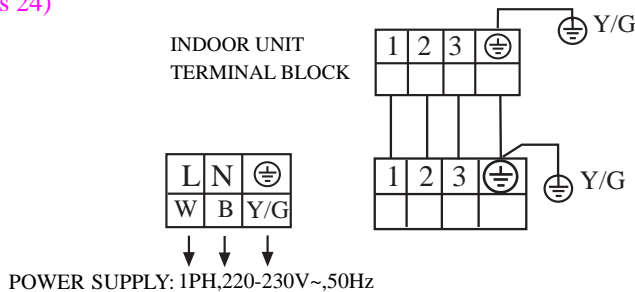 s 24)
INDOOR UNIT
TERMINAL BLOCK
1 2 3
Y/G
L N
W B Y/G
1 2 3
Y/G
POWER SUPPLY: 1PH,220-230V~,50Hz